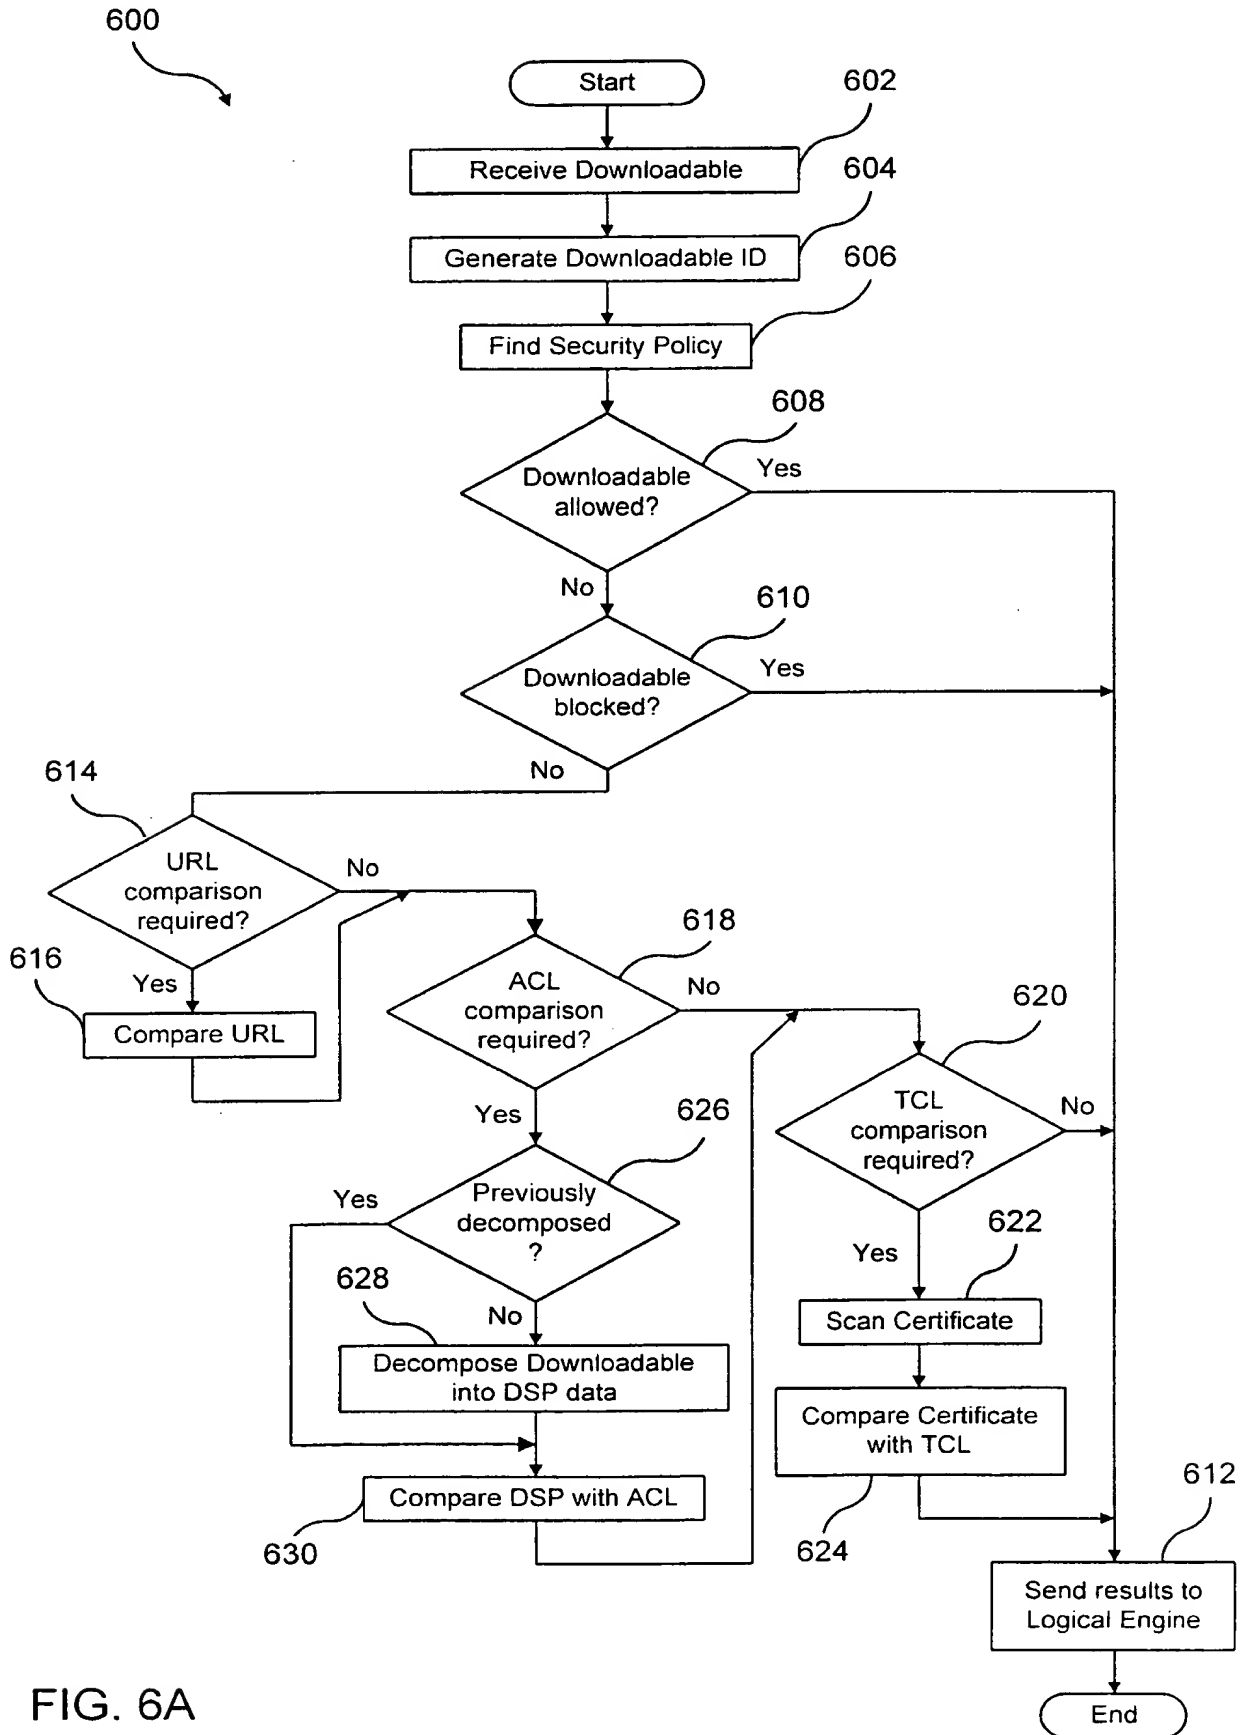 600
Start
602
Receive Downloadable
604
Generate Downloadable ID
606
Find Security Policy
608
Downloadable
allowed?
Yes
No
610
Downloadable
blocked?
Yes
No
614
URL
comparison
required?
No
616
Yes
Compare URL
618
ACL
comparison
required?
No
620
TCL
comparison
required?
No
Yes
626
Previously
decomposed
?
Yes
628
No
Decompose Downloadable
into DSP data
Compare DSP with ACL
630
Yes
622
Scan Certificate
Compare Certificate
with TCL
624
612
Send results to
Logical Engine
End
FIG. 6A